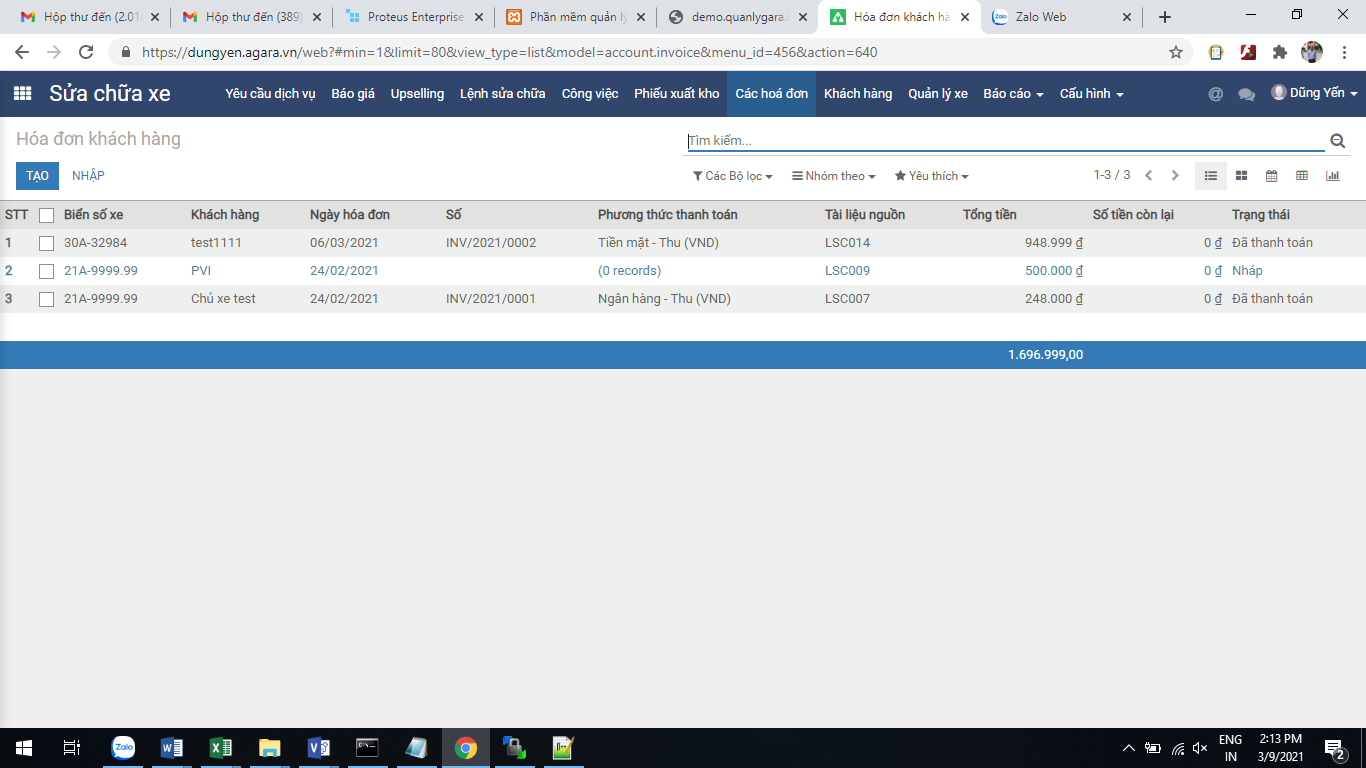 Hộp thư đến (2.01
Hộp thư đến (389)
Proteus Enterprise
Phần mềm quản lý
demo.quanlygara.
Hóa đơn khách hà
Zalo Web
https://dungyen.agara.vn/web?#min=1&limit=80&view_type=list&model=account.invoice&menu_id=456&action=640
Sửa chữa xe Yêu cầu dịch vụ Báo giá Upselling Lệnh sửa chữa Công việc Phiếu xuất kho Các hoá đơn Khách hàng Quản lý xe Báo cáo Cấu hình @ Dũng Yến
Hóa đơn khách hàng
Tìm kiếm...
TẠO NHẬP Các Bộ lọc Nhóm theo Yêu thích 1-3 / 3
STT Biển số xe Khách hàng Ngày hóa đơn Số Phương thức thanh toán Tài liệu nguồn Tổng tiền Số tiền còn lại Trạng thái
1 30A-32984 test1111 06/03/2021 INV/2021/0002 Tiền mặt - Thu (VND) LSC014 948.999 ₫ 0 ₫ Đã thanh toán
2 21A-9999.99 PVI 24/02/2021 (0 records) LSC009 500.000 ₫ 0 ₫ Nháp
3 21A-9999.99 Chủ xe test 24/02/2021 INV/2021/0001 Ngân hàng - Thu (VND) LSC007 248.000 ₫ 0 ₫ Đã thanh toán
1.696.999,00
Zalo
ENG
IN
2:13 PM
3/9/2021
2